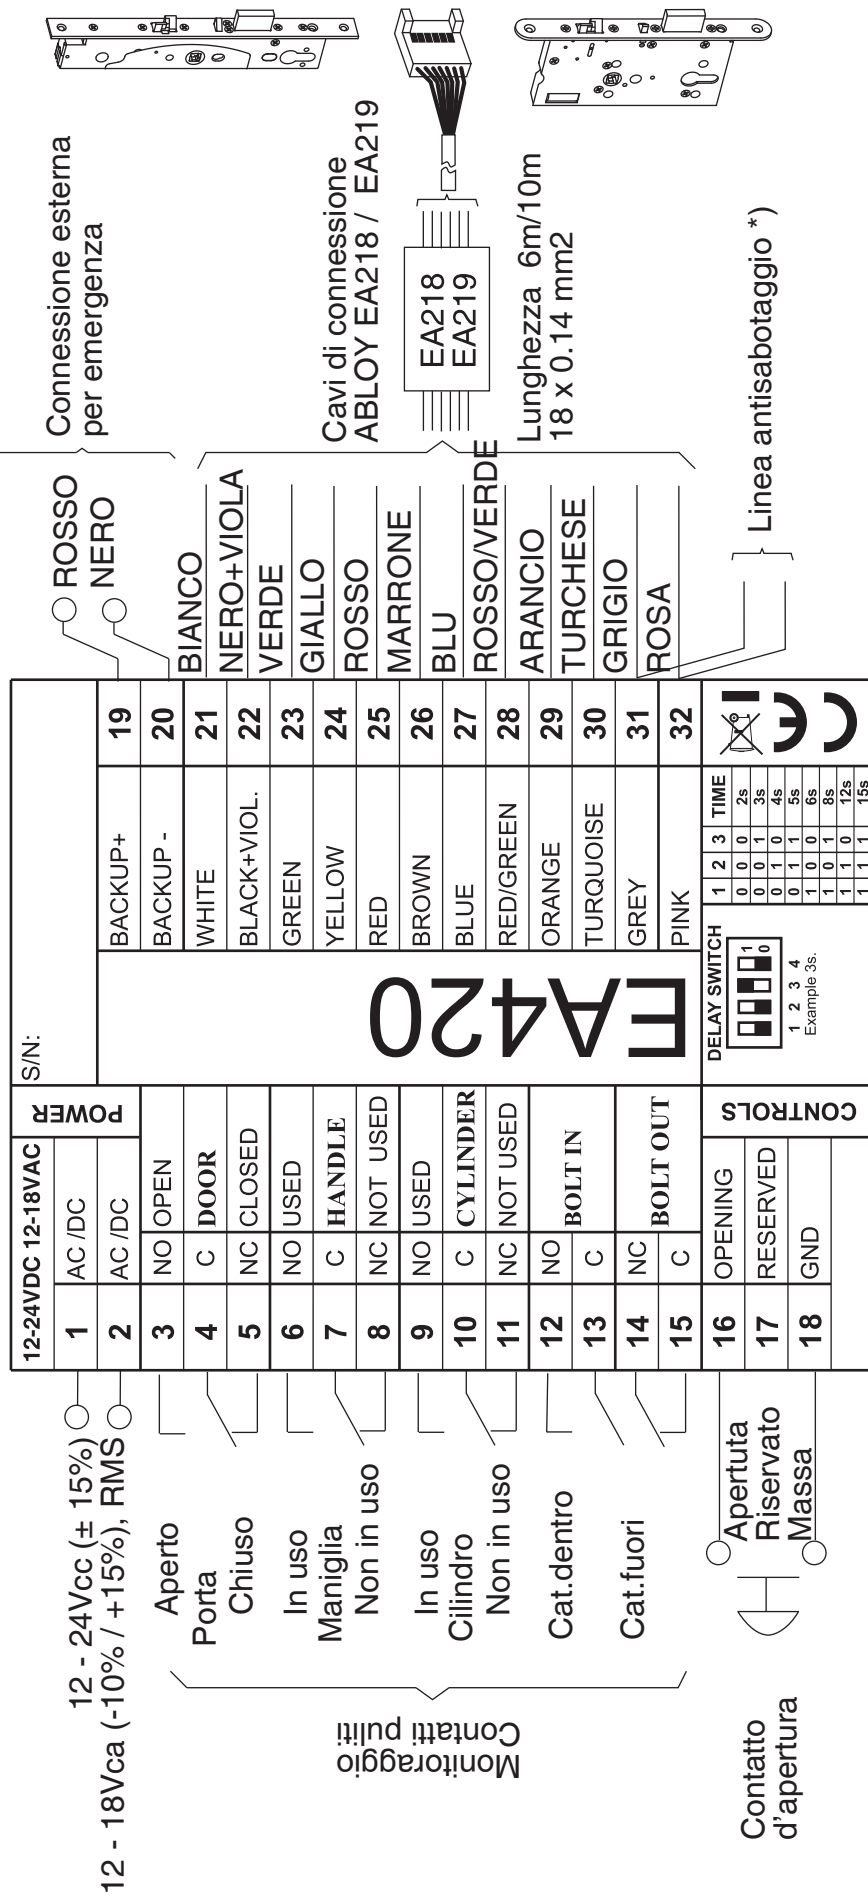 12 - 24Vcc (± 15%)
12 - 18Vca (-10% / +15%), RMS
Aperto
Porta
Chiuso
In uso
Maniglia
Non in uso
In uso
Cilindro
Non in uso
Cat.dentro
Cat.fuori
Monitoraggio
Contatti puliti
Apertuta
Riservato
Massa
Contatto
d'apertura
12-24VDC 12-18VAC
POWER
S/N:
1 AC /DC
2 AC /DC
3 NO OPEN
4 C DOOR
5 NC CLOSED
6 NO USED
7 C HANDLE
8 NC NOT USED
9 NO USED
10 C CYLINDER
11 NC NOT USED
12 NO BOLT IN
13 C
14 NC BOLT OUT
15 C
16 OPENING
17 RESERVED
18 GND
CONTROLS
EA420
BACKUP+ 19
BACKUP - 20
WHITE 21
BLACK+VIOL. 22
GREEN 23
YELLOW 24
RED 25
BROWN 26
BLUE 27
RED/GREEN 28
ORANGE 29
TURQUOISE 30
GREY 31
PINK 32
DELAY SWITCH
1
0
1 2 3 4
Example 3s.
1 2 3 TIME
0 0 0 2s
0 0 1 3s
0 1 0 4s
0 1 1 5s
1 0 0 6s
1 0 1 8s
1 1 0 12s
1 1 1 15s
CE
ROSSO
NERO
BIANCO
NERO+VIOLA
VERDE
GIALLO
ROSSO
MARRONE
BLU
ROSSO/VERDE
ARANCIO
TURCHESE
GRIGIO
ROSA
Connessione esterna
per emergenza
Cavi di connessione
ABLOY EA218 / EA219
EA218
EA219
Lunghezza 6m/10m
18 x 0.14 mm2
Linea antisabotaggio *)